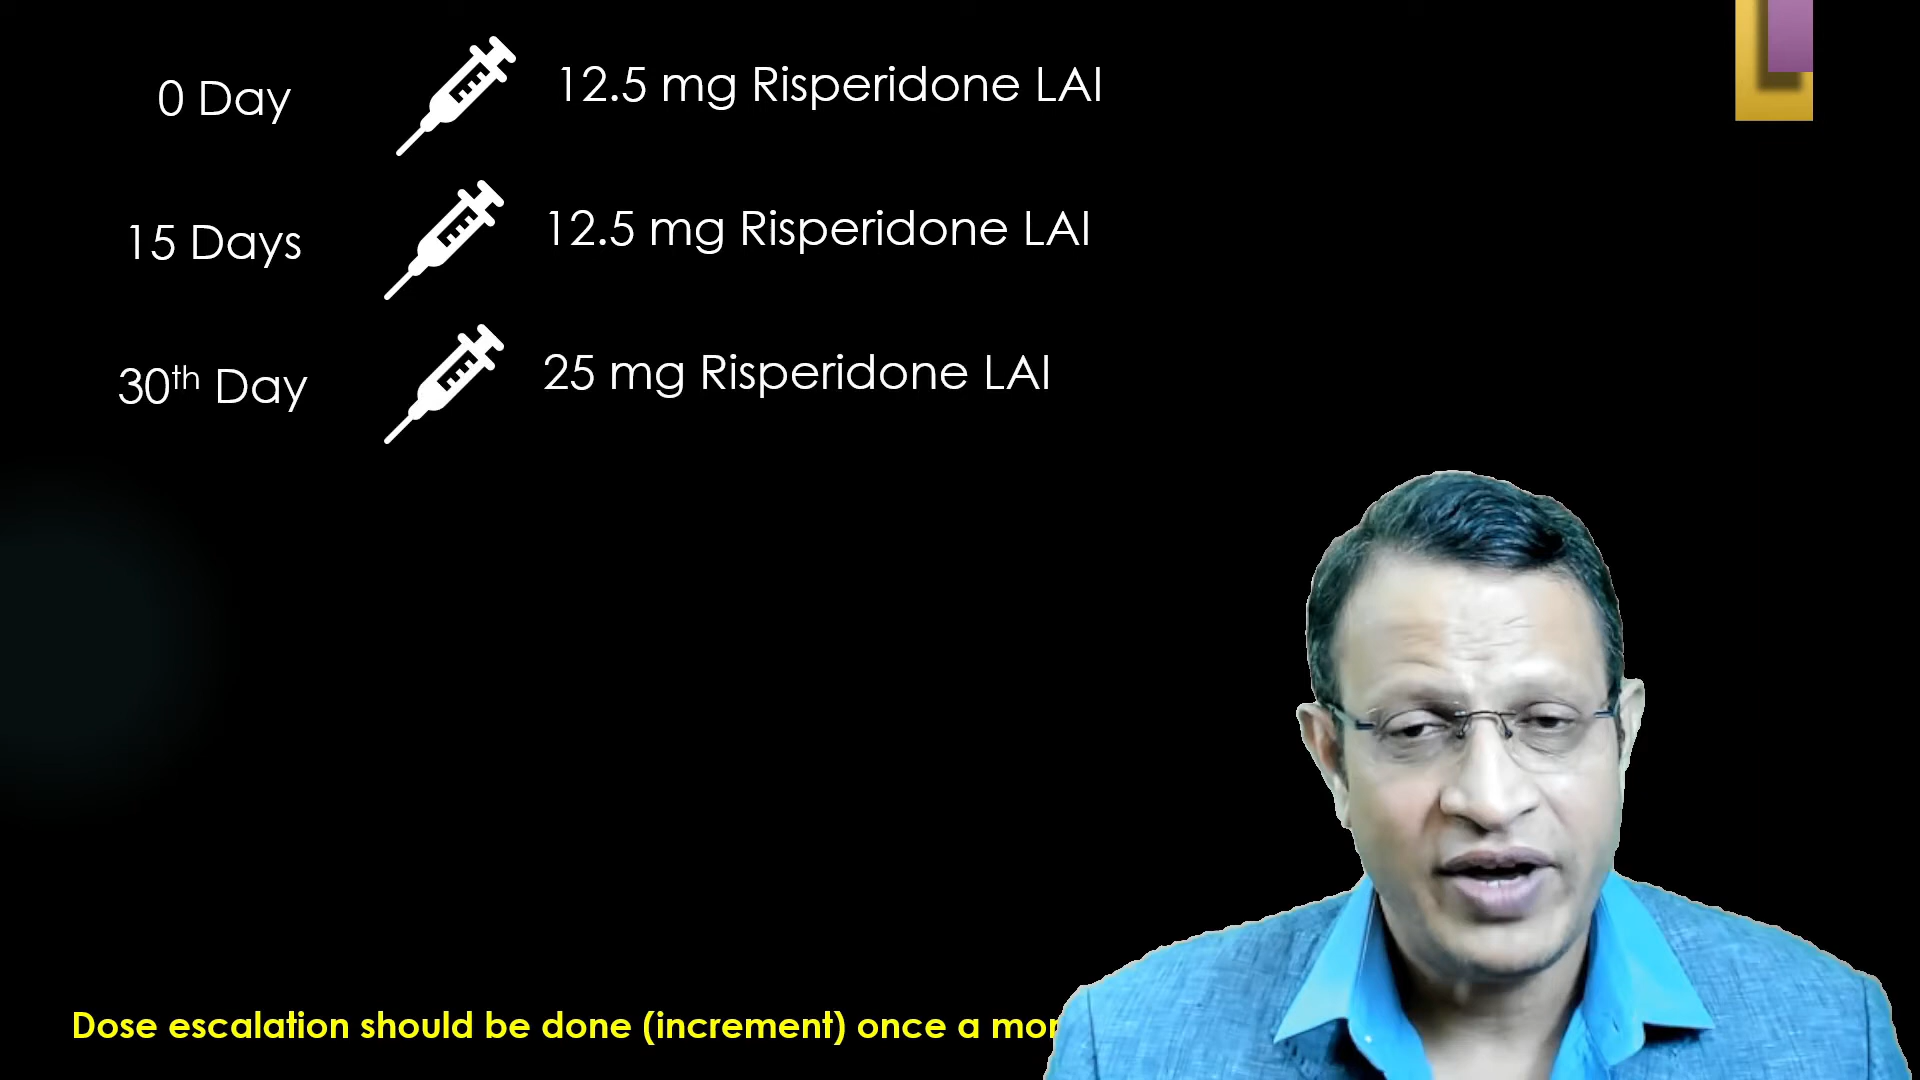 0 Day
12.5 mg Risperidone LAI
15 Days
12.5 mg Risperidone LAI
30th Day
25 mg Risperidone LAI
Dose escalation should be done (increment) once a